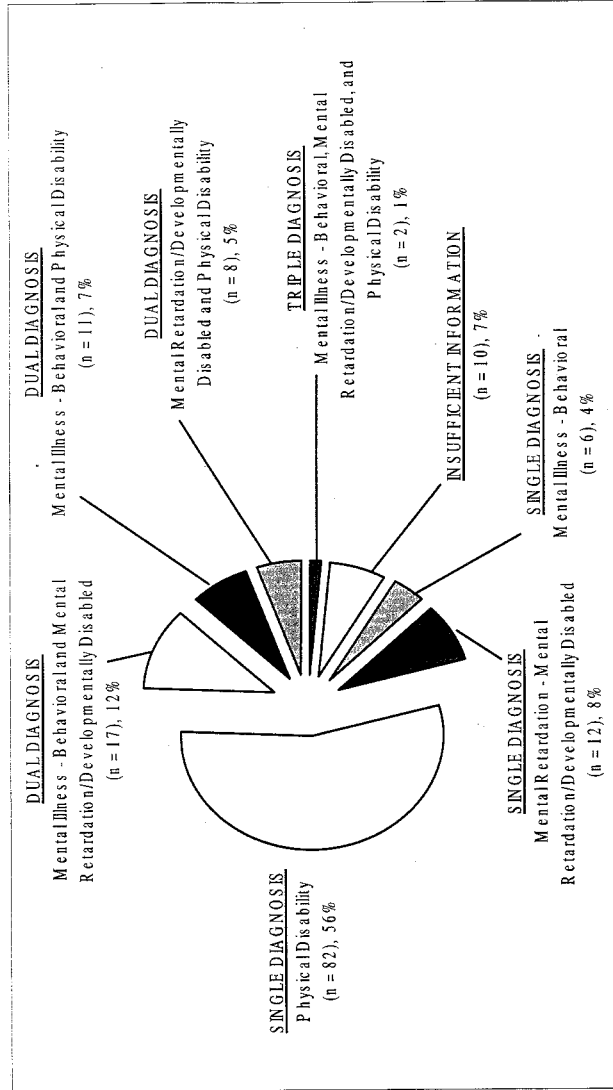 DUAL DIAGNOSIS
Mental Illness - Behavioral and Mental
Retardation/Developmentally Disabled
(n = 17), 12%
DUAL DIAGNOSIS
Mental Illness - Behavioral and Physical Disability
(n = 11), 7%
DUAL DIAGNOSIS
Mental Retardation/Developmentally
Disabled and Physical Disability
(n = 8), 5%
TRIPLE DIAGNOSIS
Mental Illness - Behavioral, Mental
Retardation/Developmentally Disabled, and
Physical Disability
(n = 2), 1%
INSUFFICIENT INFORMATION
(n = 10), 7%
SINGLE DIAGNOSIS
Mental Illness - Behavioral
(n = 6), 4%
SINGLE DIAGNOSIS
Mental Retardation - Mental
Retardation/Developmentally Disabled
(n = 12), 8%
SINGLE DIAGNOSIS
Physical Disability
(n = 82), 56%